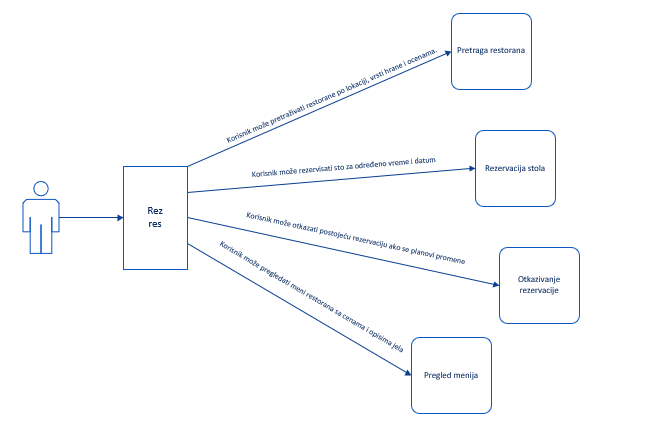 Pretraga restorana
Korisnik može pretraživati restorane po lokaciji, vrsti hrane i ocenama.
Korisnik može rezervisati sto za određeno vreme i datum
Rezervacija stola
Rez
res
Korisnik može otkazati postojeću rezervaciju ako se planovi promene
Otkazivanje
rezervacije
Korisnik može pregledati meni restorana sa cenama i opisima jela
Pregled menija